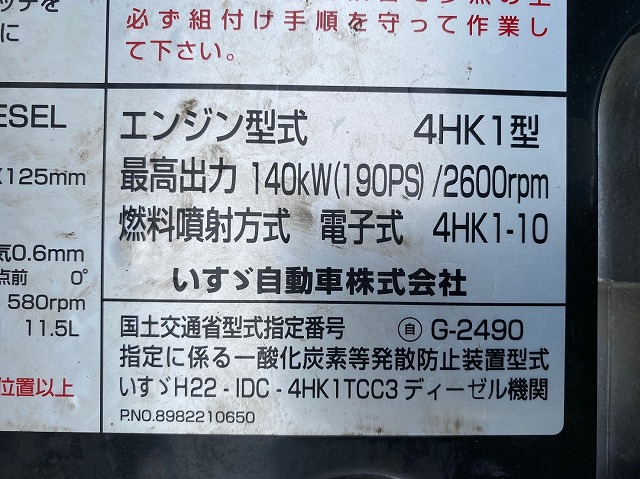 必ず組付け手順を守って作業し
て下さい。
ESEL
125mm
0.6mm
点前 0°
580rpm
11.5L
位置以上
エンジン型式 4HK1型
最高出力 140kW(190PS)/2600rpm
燃料噴射方式 電子式 4HK1-10
いすゞ自動車株式会社
国土交通省型式指定番号 ㊂ G-2490
指定に係る一酸化炭素等発散防止装置型式
いすゞH22-IDC-4HK1TCC3ディーゼル機関
P.NO.8982210650